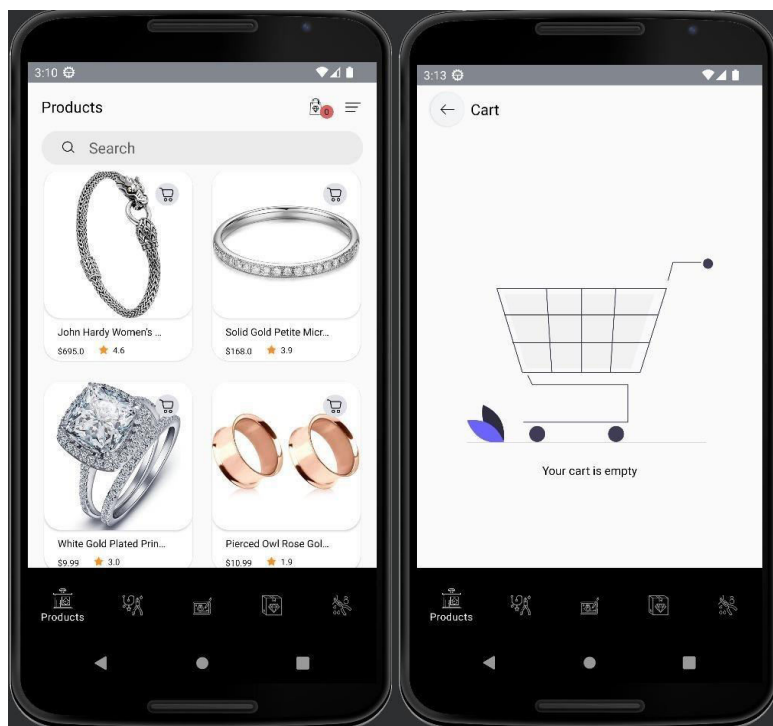 3:10
Products
0
Search
John Hardy Women's ...
$695.0 4.6
Solid Gold Petite Micr...
$168.0 3.9
White Gold Plated Prin...
$9.99 3.0
Pierced Owl Rose Gol...
$10.99 1.9
Products
3:13
Cart
Your cart is empty
Products